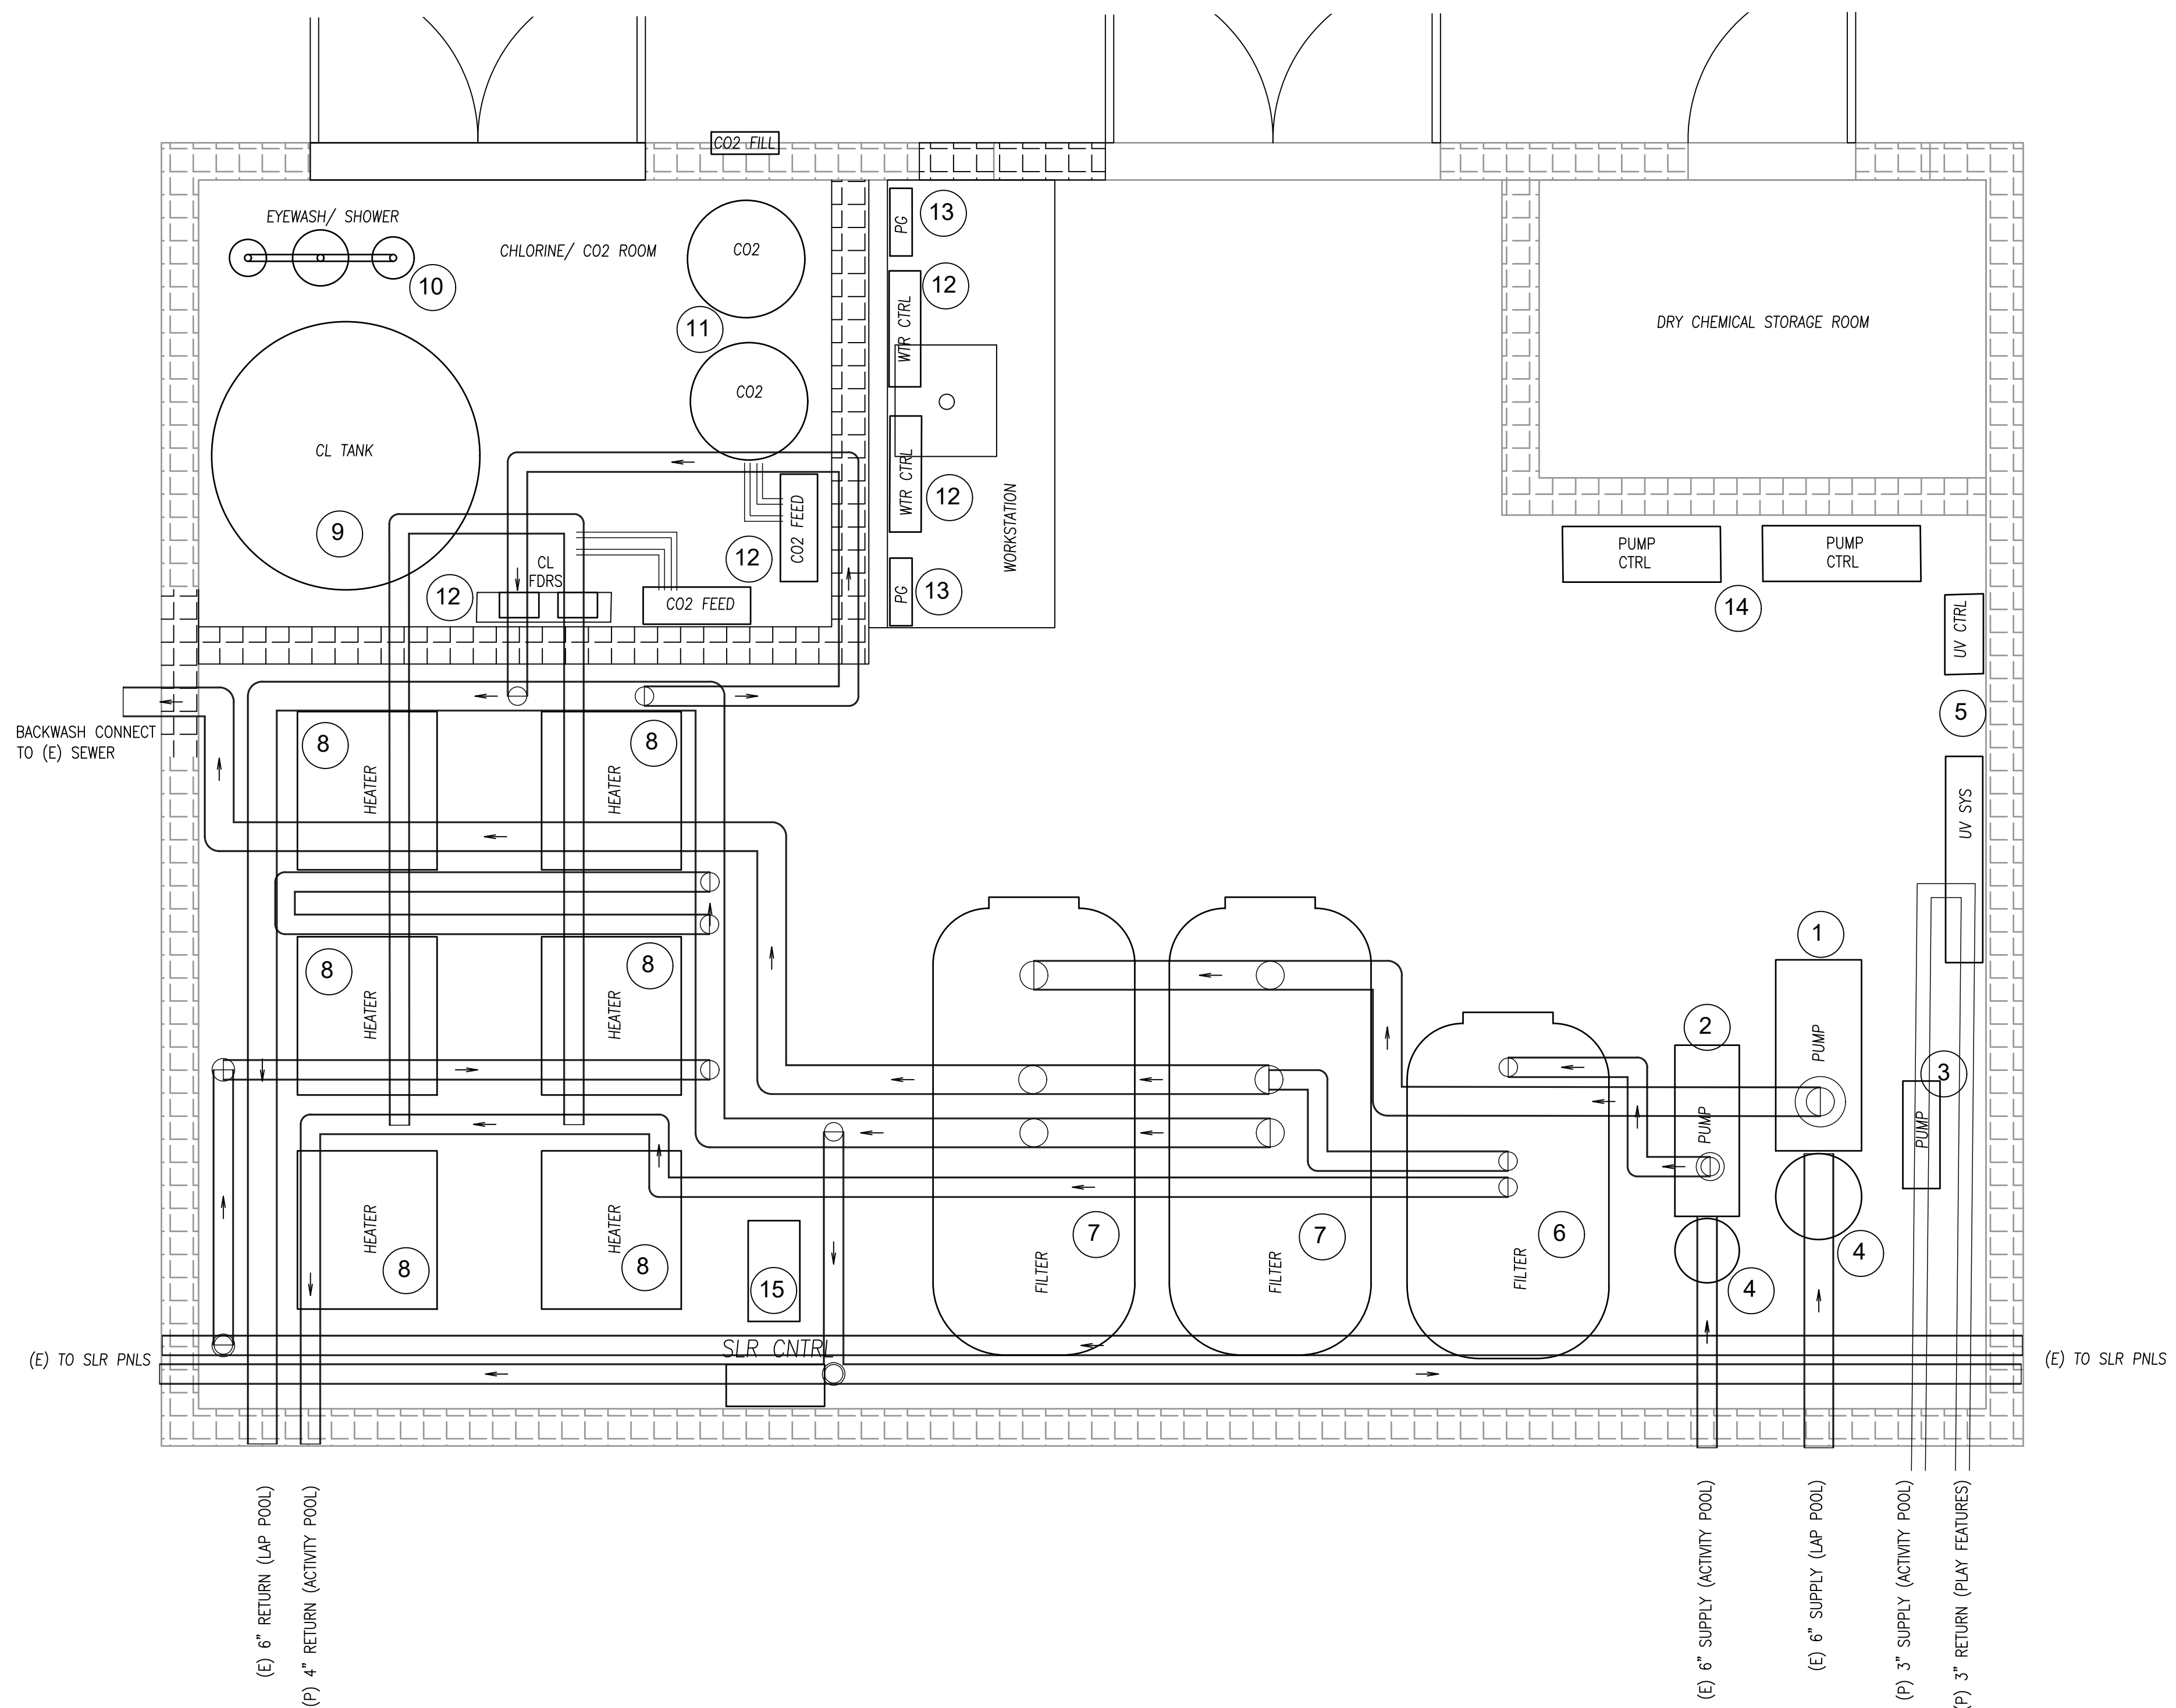 CO2 FILL
EYEWASH/ SHOWER
10
CHLORINE/ CO2 ROOM
CO2
11
CO2
CL TANK
9
CL
FDRS
12
CO2 FEED
12
CO2 FEED
PG
13
12
WTR CTRL
WTR CTRL
12
PG
13
WORKSTATION
DRY CHEMICAL STORAGE ROOM
PUMP
CTRL
PUMP
CTRL
14
UV CTRL
5
UV SYS
BACKWASH CONNECT
TO (E) SEWER
8
HEATER
8
HEATER
8
HEATER
8
HEATER
HEATER
8
HEATER
8
15
SLR CNTRL
7
FILTER
7
FILTER
6
FILTER
1
PUMP
2
PUMP
3
PUMP
4
4
(E) TO SLR PNLS
(E) TO SLR PNLS
(E) 6" RETURN (LAP POOL)
(P) 4" RETURN (ACTIVITY POOL)
(E) 6" SUPPLY (ACTIVITY POOL)
(E) 6" SUPPLY (LAP POOL)
(P) 3" SUPPLY (ACTIVITY POOL)
(P) 3" RETURN (PLAY FEATURES)